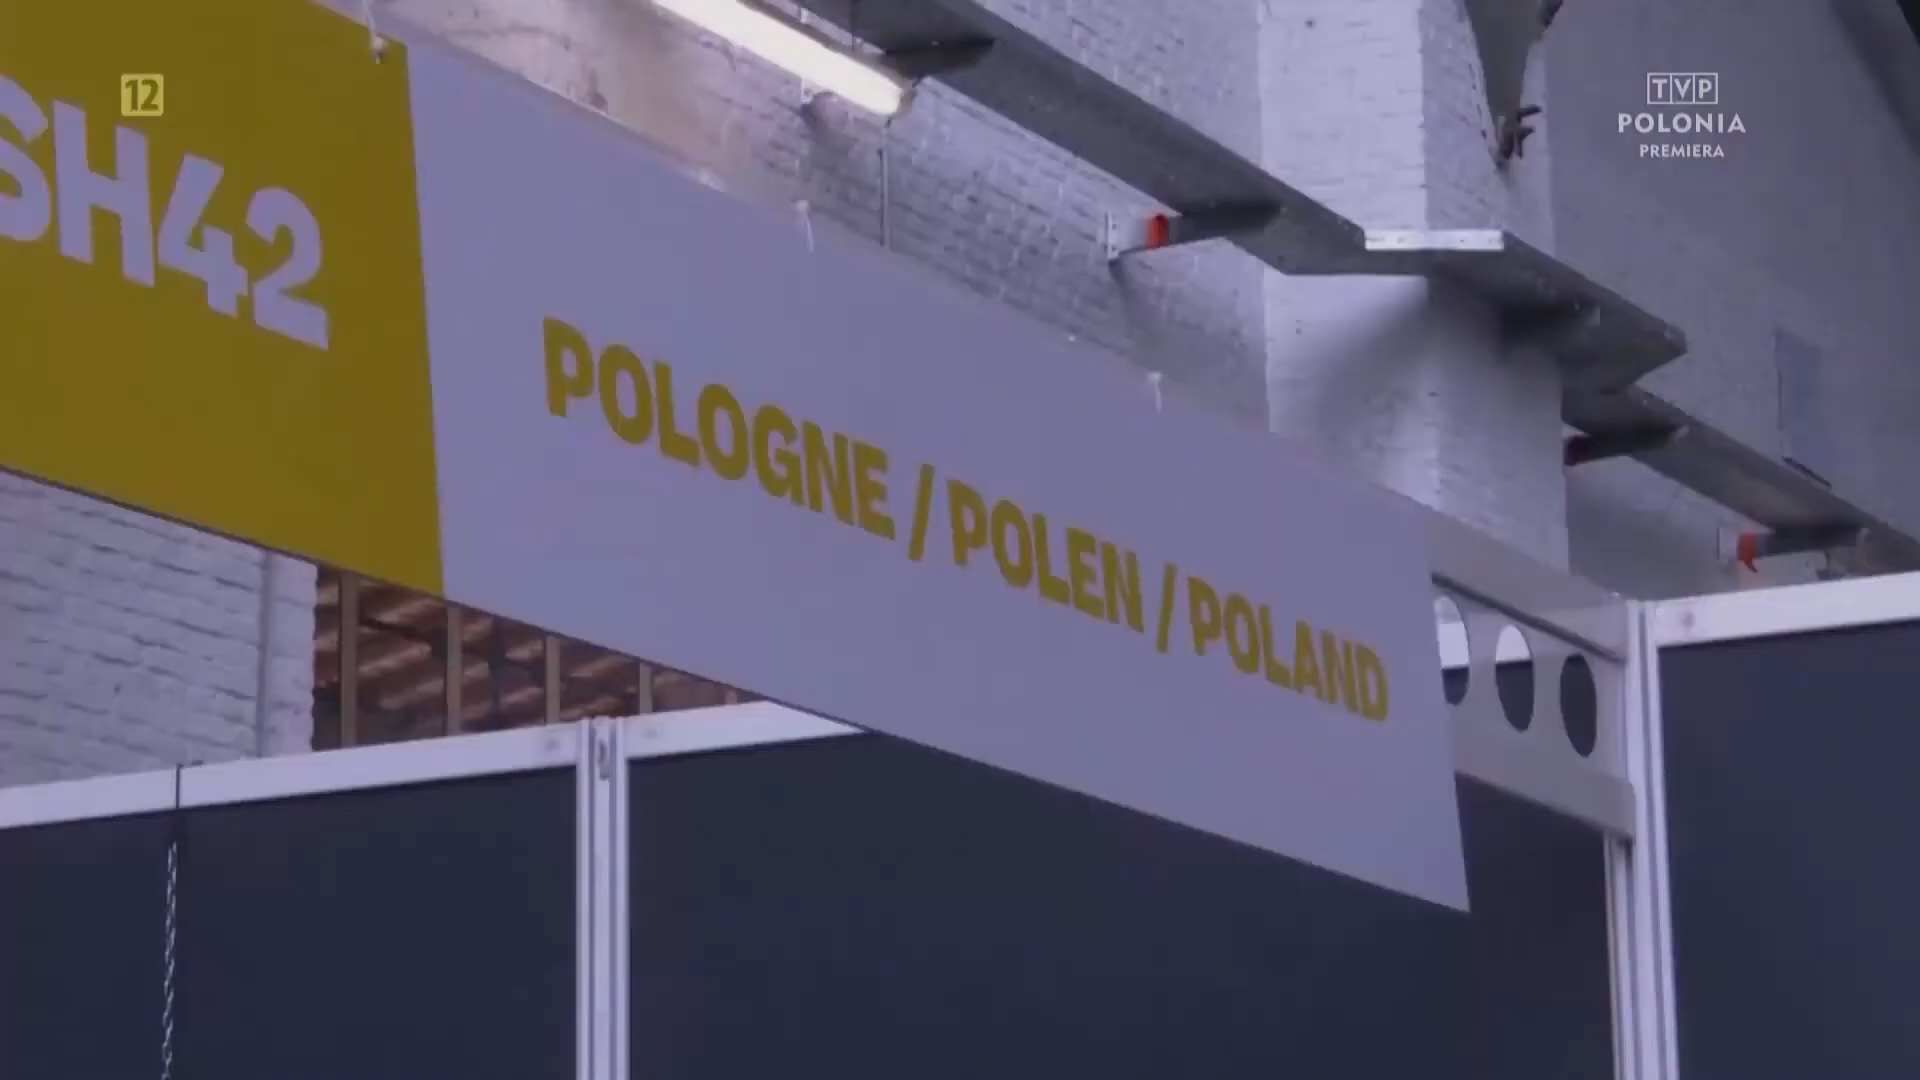 12
TVP
POLONIA
PREMIERA
SH42
POLOGNE / POLEN / POLAND